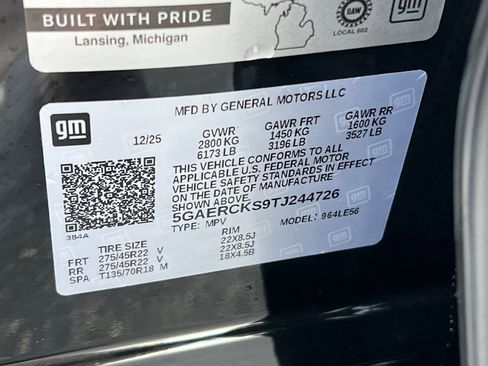 BUILT WITH PRIDE
Lansing, Michigan
UAW
LOCAL 602
gm
gm
MFD BY GENERAL MOTORS LLC
12/25
GVWR
2800 KG
6173 LB
GAWR FRT
1450 KG
3196 LB
GAWR RR
1600 KG
3527 LB
THIS VEHICLE CONFORMS TO ALL
APPLICABLE U.S. FEDERAL MOTOR
VEHICLE SAFETY STANDARDS IN
EFFECT ON THE DATE OF
MANUFACTURE SHOWN ABOVE.
5GAERCKS9TJ244726
TYPE: MPV
MODEL: 964LE56
384A
TIRE SIZE
RIM
FRT 275/45R22 V 22X8.5J
RR 275/45R22 V 22X8.5J
SPA T135/70R18 M 18X4.5B